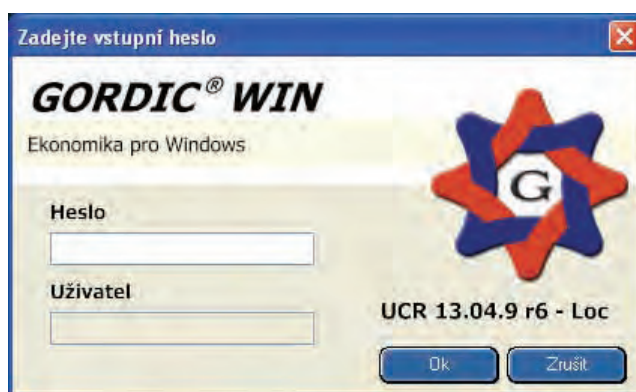 Zadejte vstupní heslo
GORDIC® WIN
Ekonomika pro Windows
G
Heslo
Uživatel
UCR 13.04.9 r6 - Loc
Ok
Zrušit